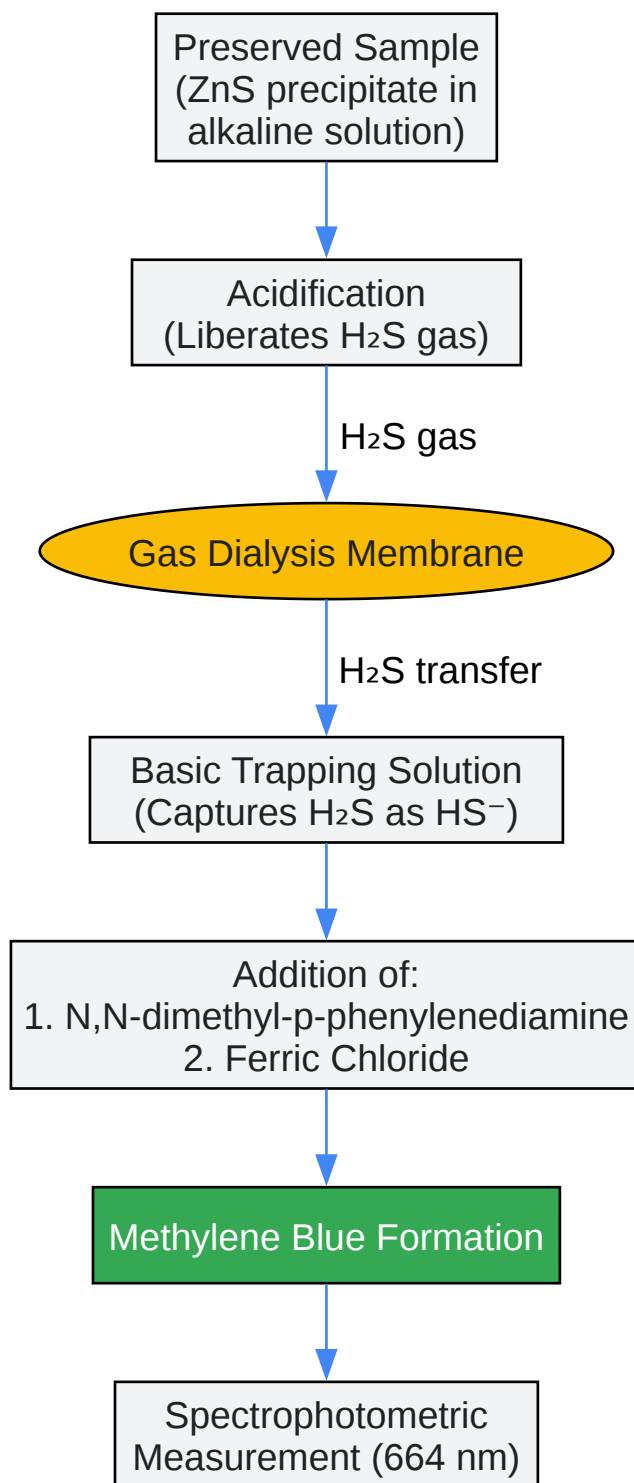 Preserved Sample
(ZnS precipitate in
alkaline solution)
Acidification
(Liberates H₂S gas)
H₂S gas
Gas Dialysis Membrane
H₂S transfer
Basic Trapping Solution
(Captures H₂S as HS⁻)
Addition of:
1. N,N-dimethyl-p-phenylenediamine
2. Ferric Chloride
Methylene Blue Formation
Spectrophotometric
Measurement (664 nm)